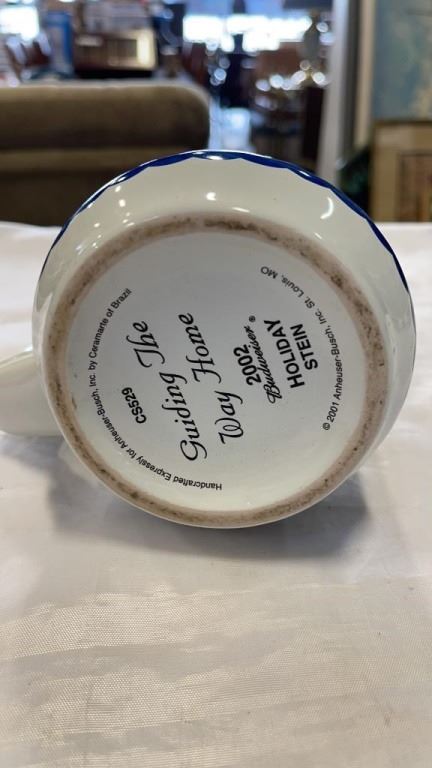 CS529
Guiding The
Way Home
2002
Budweiser®
HOLIDAY
STEIN
Handcrafted Expressly for Anheuser-Busch, Inc. by Ceramarte of Brazil
© 2001 Anheuser-Busch, Inc. St. Louis, MO